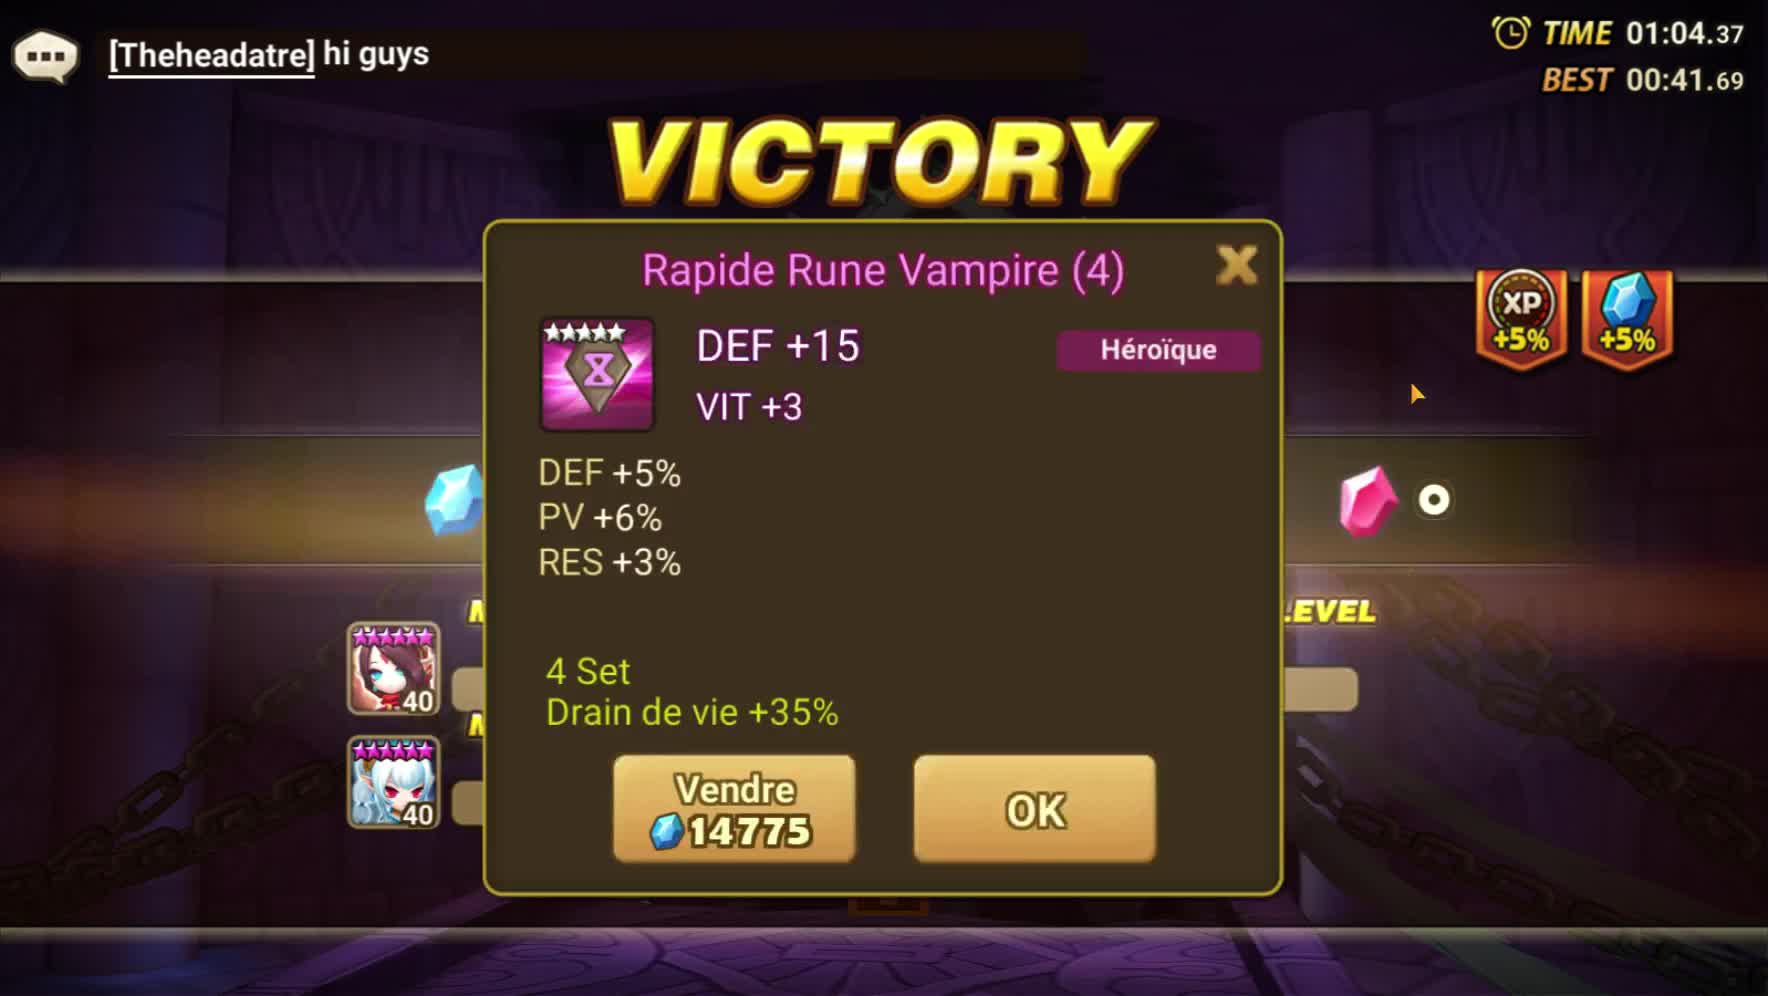 [Theheadatre] hi guys
TIME 01:04.37
BEST 00:41.69
VICTORY
Rapide Rune Vampire (4)
X
DEF +15
Héroïque
VIT +3
XP
+5%
+5%
DEF +5%
PV +6%
RES +3%
LEVEL
40
40
4 Set
Drain de vie +35%
Vendre
14775
OK